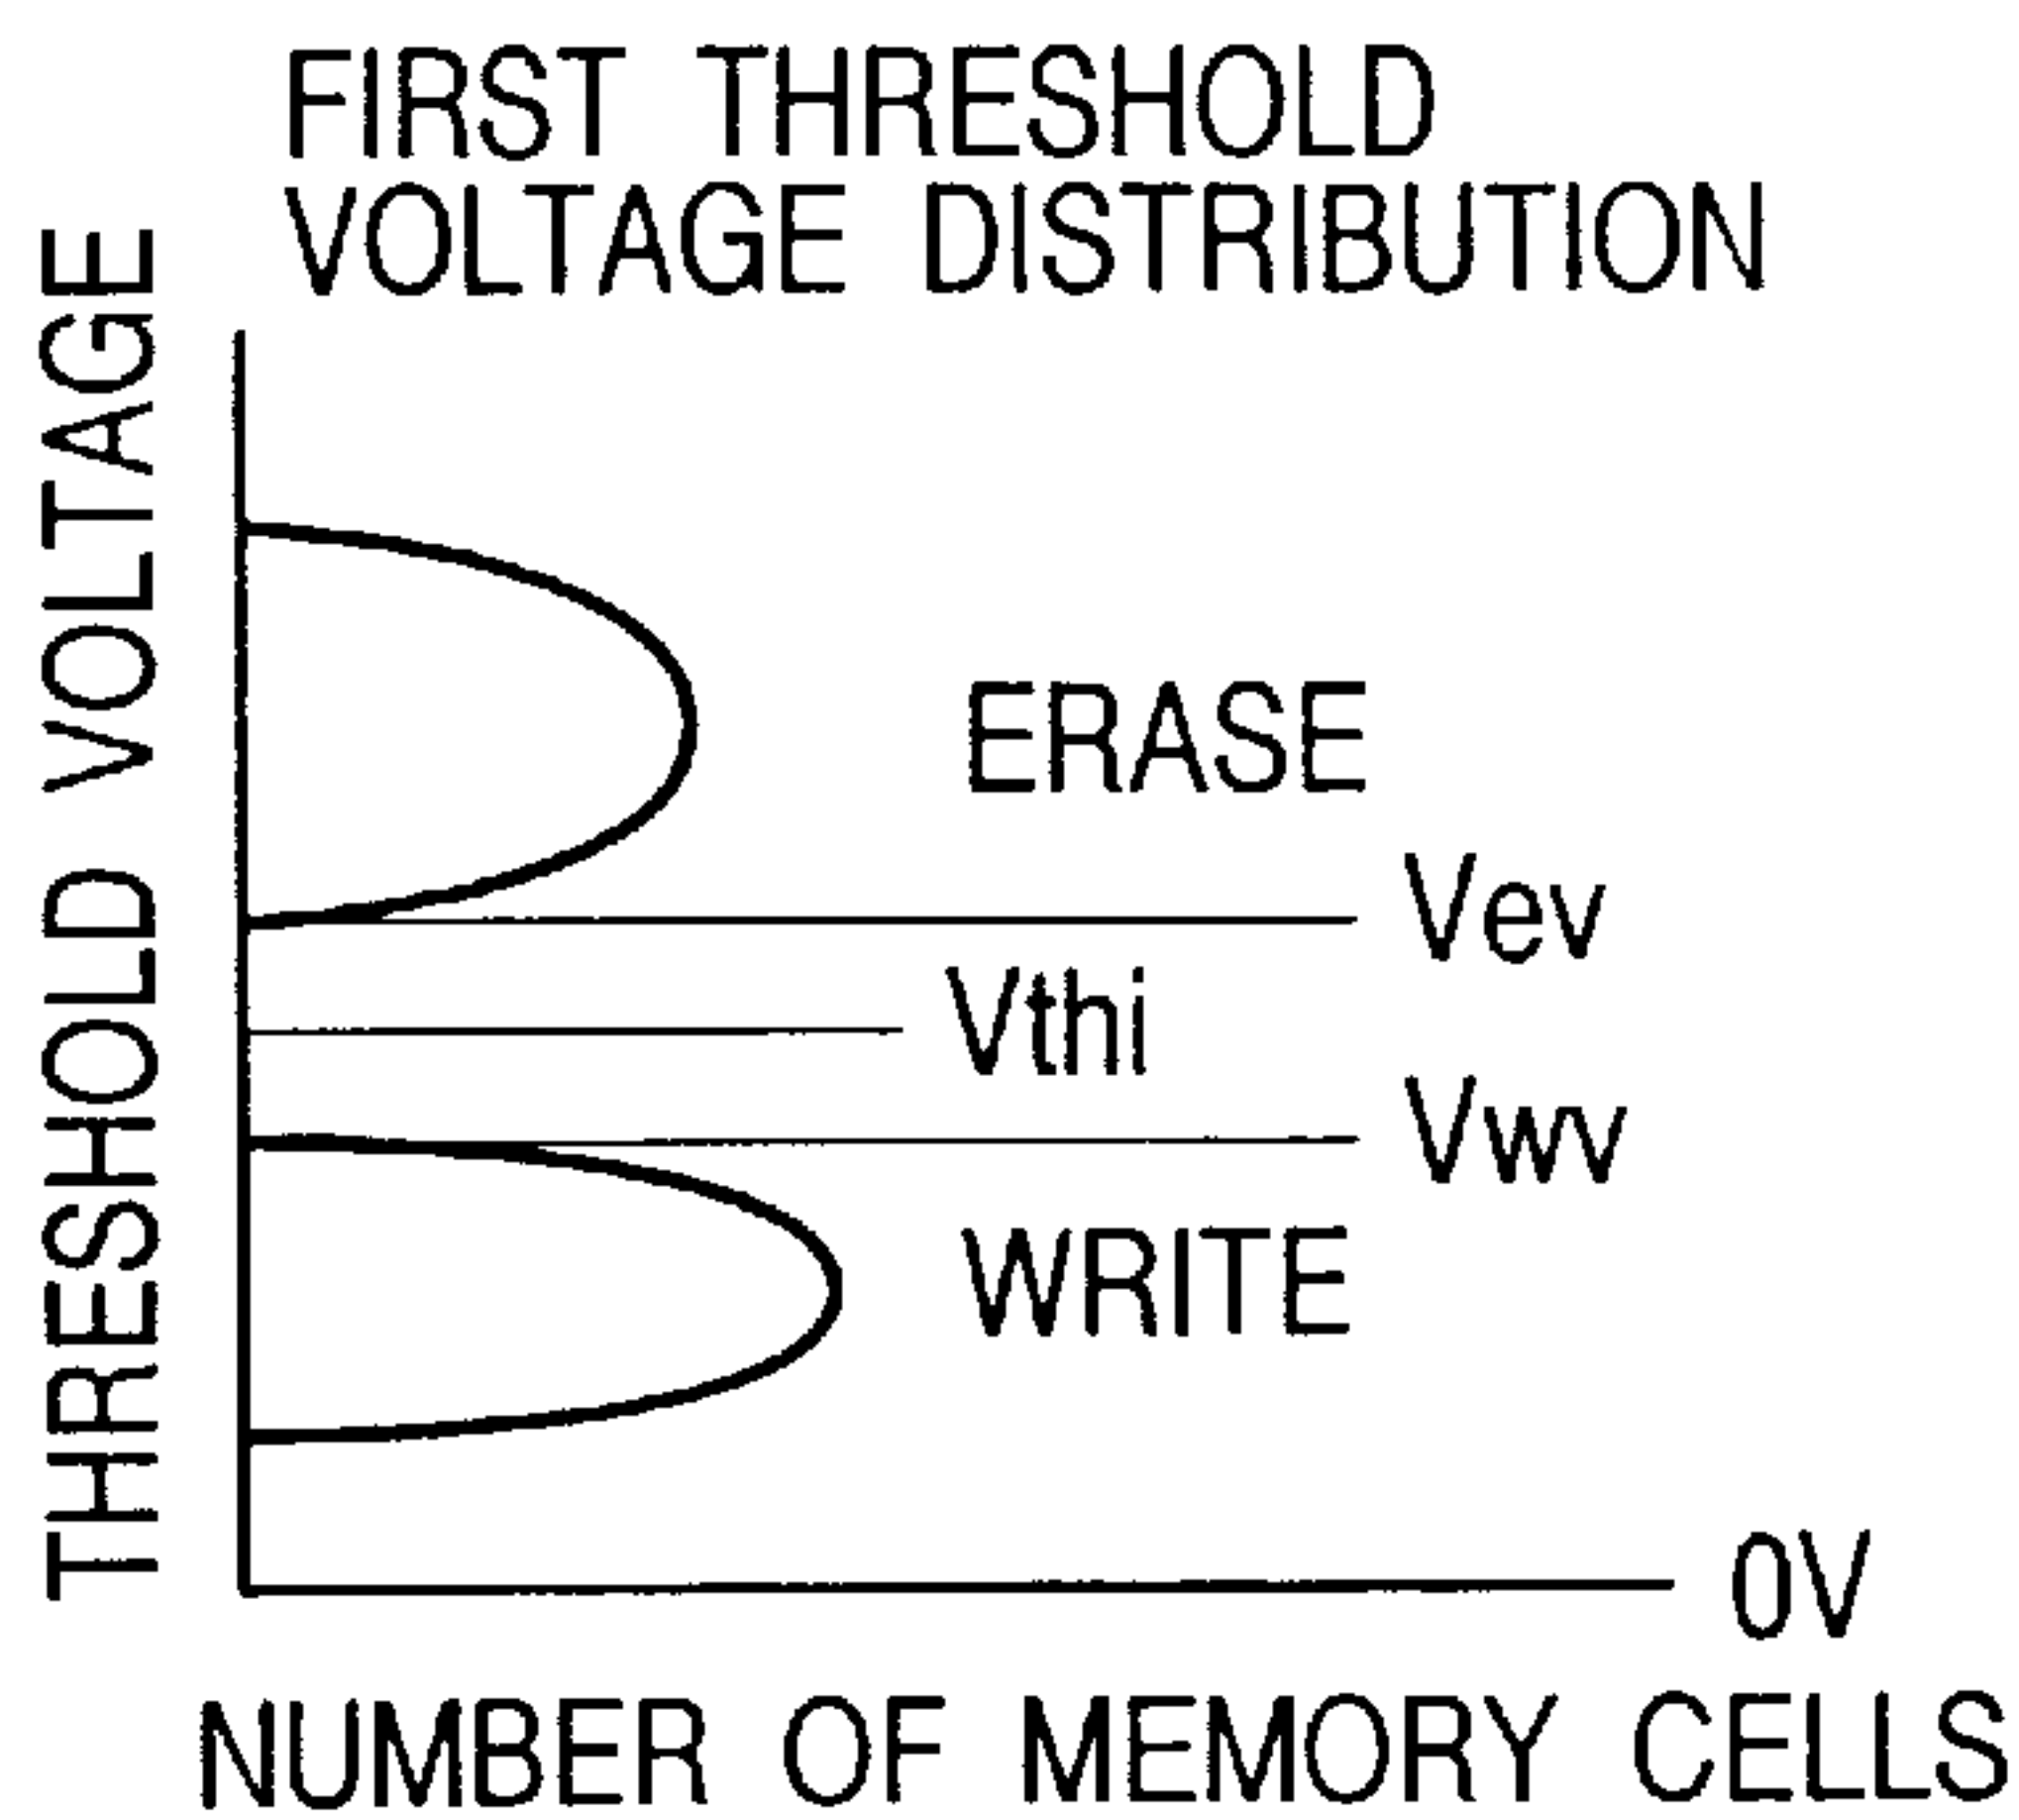 FIRST THRESHOLD
VOLTAGE DISTRIBUTION
THRESHOLD VOLTAGE
ERASE
Vev
Vthi
Vwv
WRITE
0V
NUMBER OF MEMORY CELLS